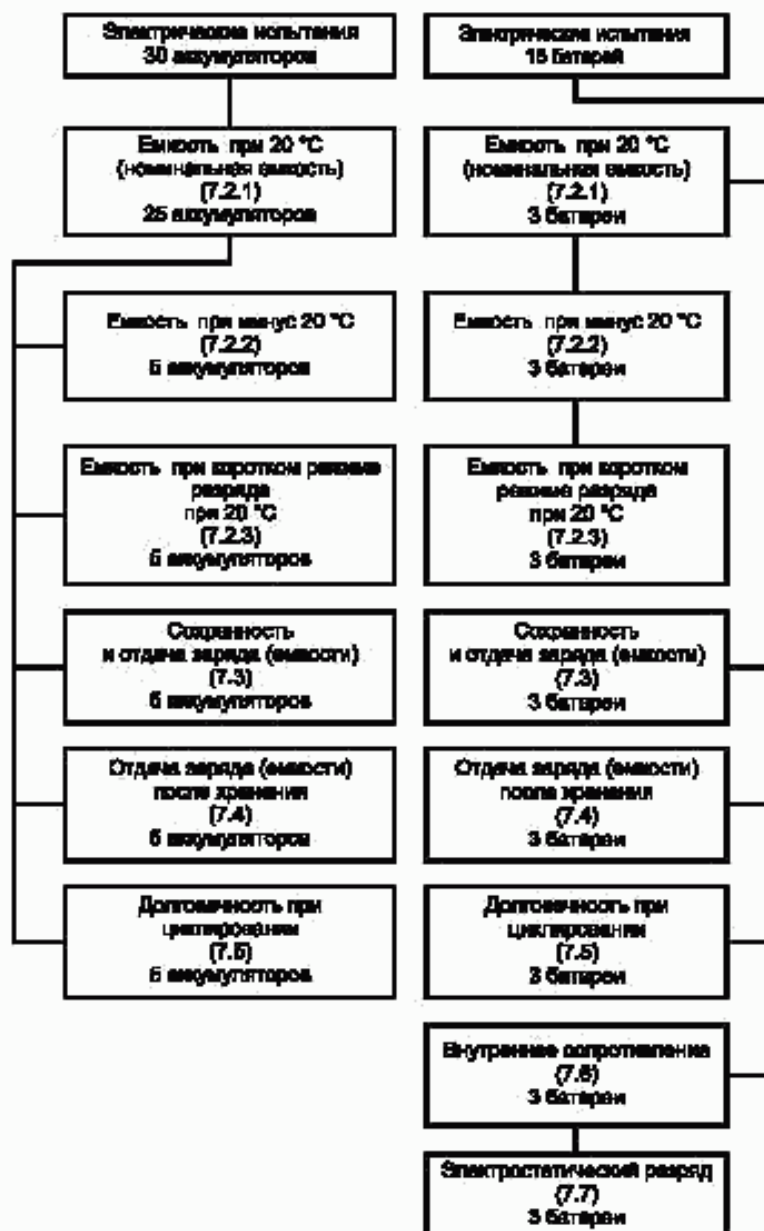 Электрические испытания
30 аккумуляторов
Емкость при 20 °С
(номинальная емкость)
(7.2.1)
25 аккумуляторов
Емкость при минус 20 °С
(7.2.2)
5 аккумуляторов
Емкость при коротком режиме
разряда
при 20 °С
(7.2.3)
5 аккумуляторов
Сохранность
и отдача заряда (емкости)
(7.3)
5 аккумуляторов
Отдача заряда (емкости)
после хранения
(7.4)
5 аккумуляторов
Долговечность при
циклировании
(7.5)
5 аккумуляторов
Электрические испытания
15 батарей
Емкость при 20 °С
(номинальная емкость)
(7.2.1)
3 батареи
Емкость при минус 20 °С
(7.2.2)
3 батареи
Емкость при коротком
режиме разряда
при 20 °С
(7.2.3)
3 батареи
Сохранность
и отдача заряда (емкости)
(7.3)
3 батареи
Отдача заряда (емкости)
после хранения
(7.4)
3 батареи
Долговечность при
циклировании
(7.5)
3 батареи
Внутреннее сопротивление
(7.6)
3 батареи
Электростатический разряд
(7.7)
3 батареи